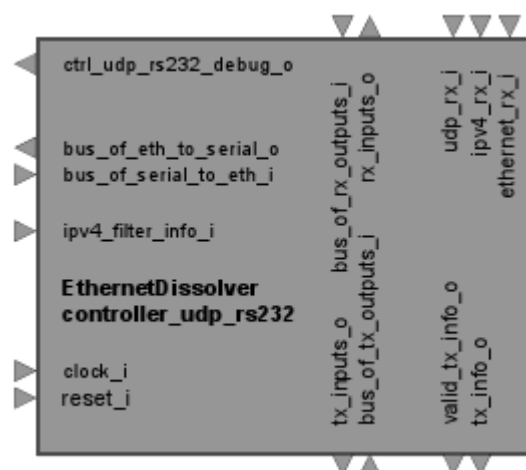 ctrl_udp_rs232_debug_o
bus_of_eth_to_serial_o
bus_of_serial_to_eth_i
ipv4_filter_info_i
EthernetDissolver
controller_udp_rs232
clock_i
reset_i
bus_of_rx_outputs_i
rx_inputs_o
udp_rx_i
ipv4_rx_i
ethernet_rx_i
tx_inputs_o
bus_of_tx_outputs_i
valid_tx_info_o
tx_info_o